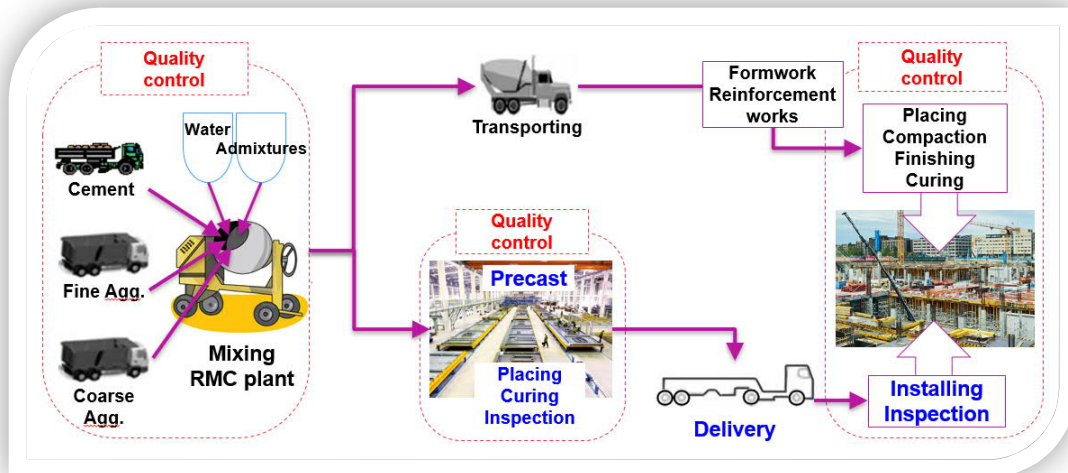 Quality
control
Water
Admixtures
Cement
Fine Agg.
Coarse
Agg.
Mixing
RMC plant
Transporting
Formwork
Reinforcement
works
Quality
control
Placing
Compaction
Finishing
Curing
Quality
control
Precast
Placing
Curing
Inspection
Delivery
Installing
Inspection